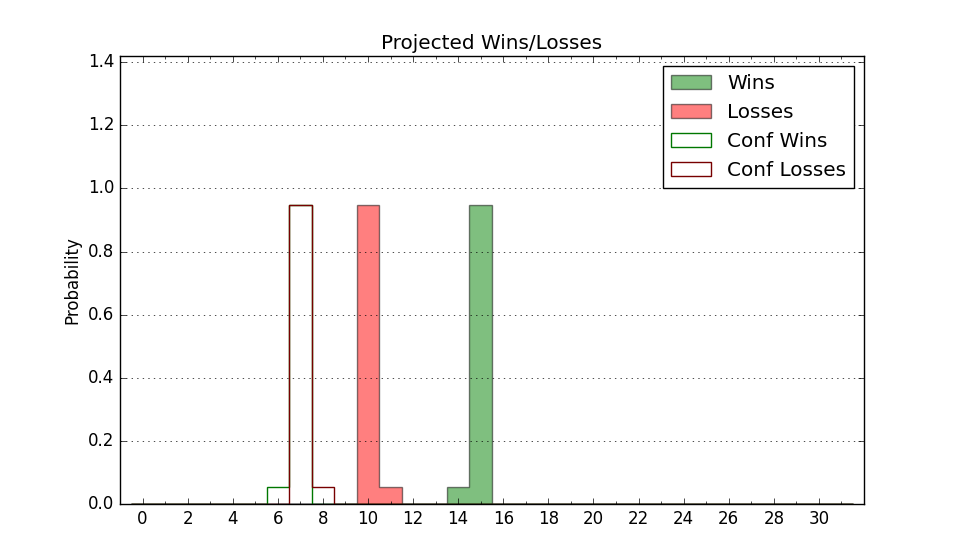 Projected Wins/Losses
1.4
1.2
1.0
0.8
0.6
0.4
0.2
0.0
Probability
Wins
Losses
Conf Wins
Conf Losses
0 2 4 6 8 10 12 14 16 18 20 22 24 26 28 30